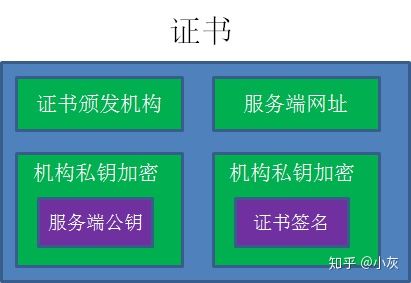 证书
证书颁发机构
服务端网址
机构私钥加密
服务端公钥
机构私钥加密
证书签名
知乎 @小灰